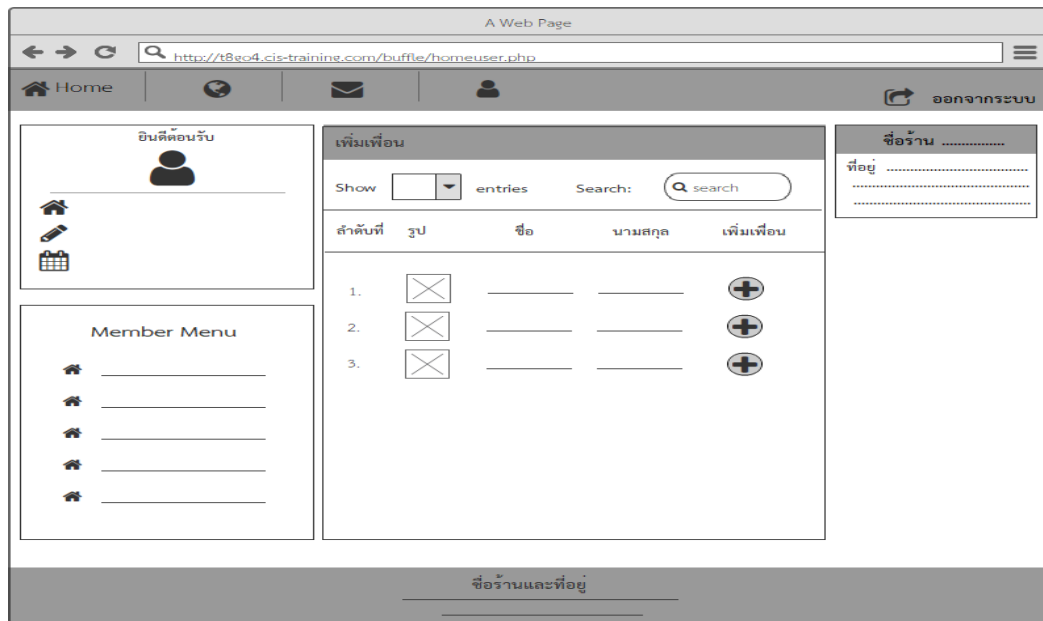 A Web Page
http://t8go4.cis-training.com/buffle/homeuser.php
Home
ออกจากระบบ
ยินดีต้อนรับ
Member Menu
เพิ่มเพื่อน
Show entries Search: search
ลำดับที่ รูป ชื่อ นามสกุล เพิ่มเพื่อน
1.
2.
3.
ชื่อร้าน ................
ที่อยู่ ....................................
ชื่อร้านและที่อยู่